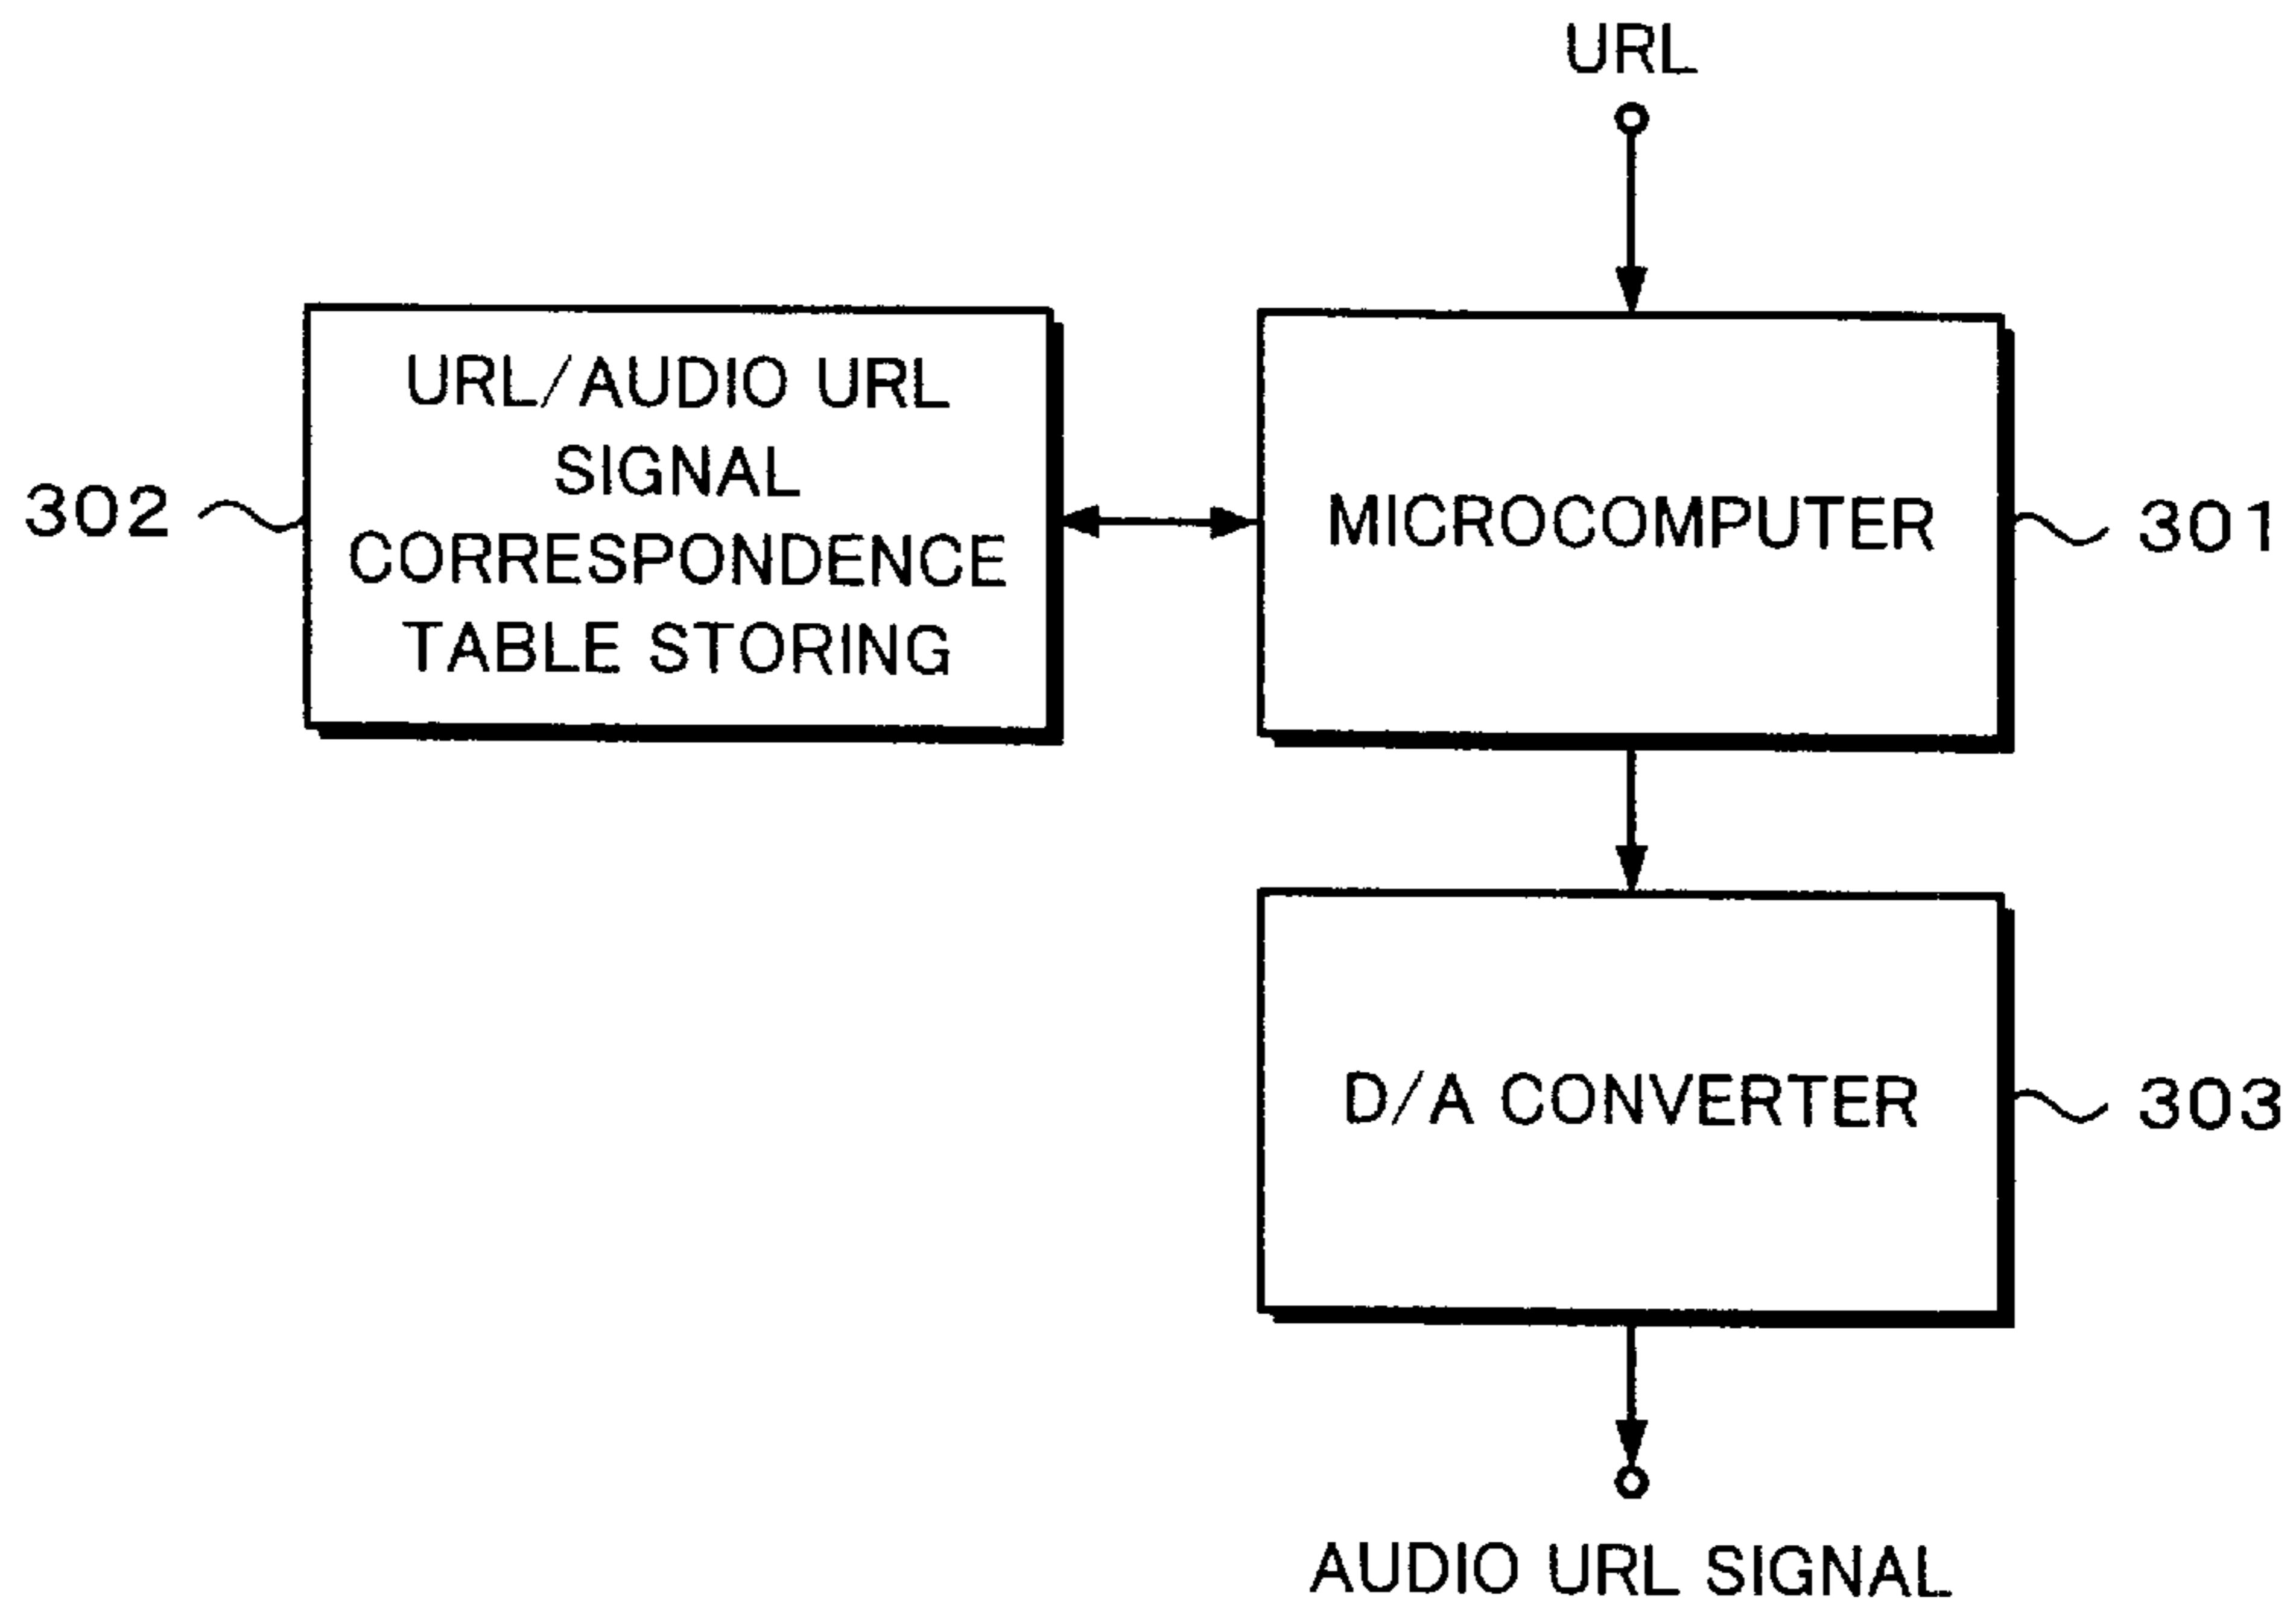 URL
URL/AUDIO URL
SIGNAL
CORRESPONDENCE
TABLE STORING
302
MICROCOMPUTER
301
D/A CONVERTER
303
AUDIO URL SIGNAL